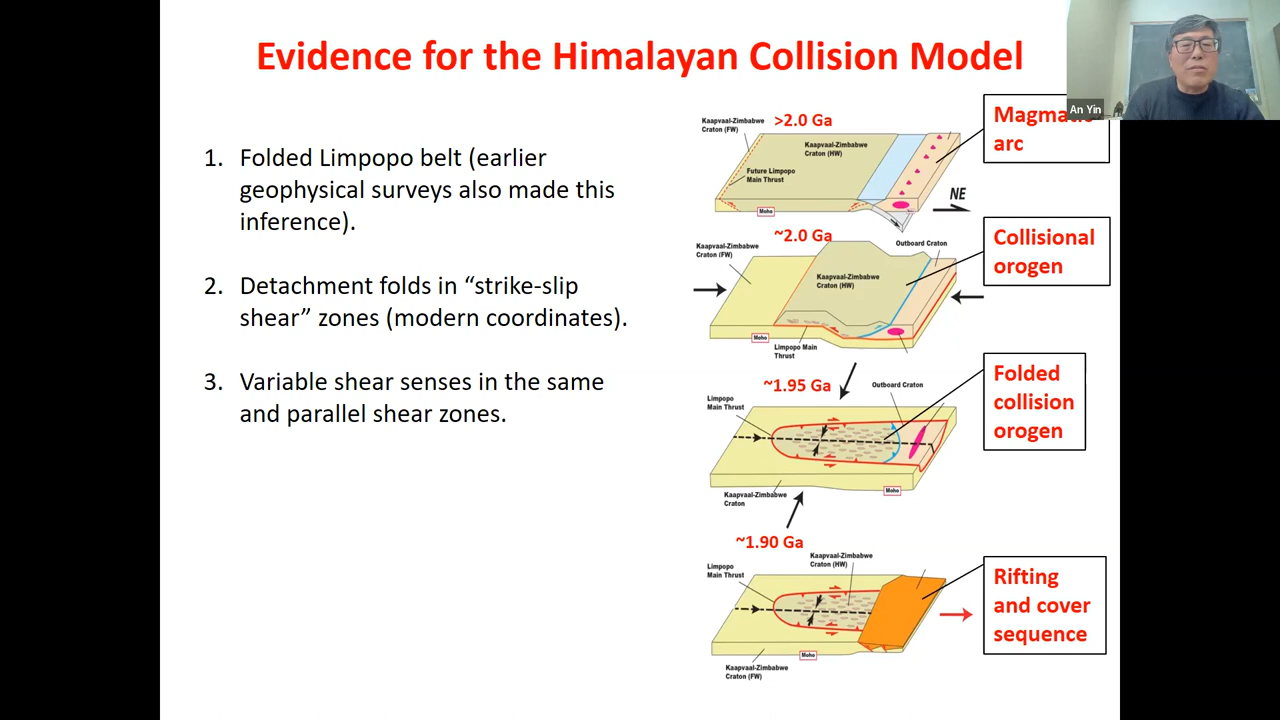 Evidence for the Himalayan Collision Model
An Yin
1. Folded Limpopo belt (earlier
geophysical surveys also made this
inference).
2. Detachment folds in “strike-slip
shear” zones (modern coordinates).
3. Variable shear senses in the same
and parallel shear zones.
Kaapvaal-Zimbabwe
Craton (FW)
>2.0 Ga
Kaapvaal-Zimbabwe
Craton (HW)
Future Limpopo
Main Thrust
Moho
NE
Magmatic
arc
~2.0 Ga
Kaapvaal-Zimbabwe
Craton (FW)
Outboard Craton
Kaapvaal-Zimbabwe
Craton (HW)
Moho
Limpopo Main
Thrust
Collisional
orogen
~1.95 Ga
Outboard Craton
Limpopo
Main Thrust
Kaapvaal-Zimbabwe
Craton
Moho
Folded
collision
orogen
~1.90 Ga
Kaapvaal-Zimbabwe
Craton (HW)
Limpopo
Main Thrust
Moho
Kaapvaal-Zimbabwe
Craton (FW)
Rifting
and cover
sequence